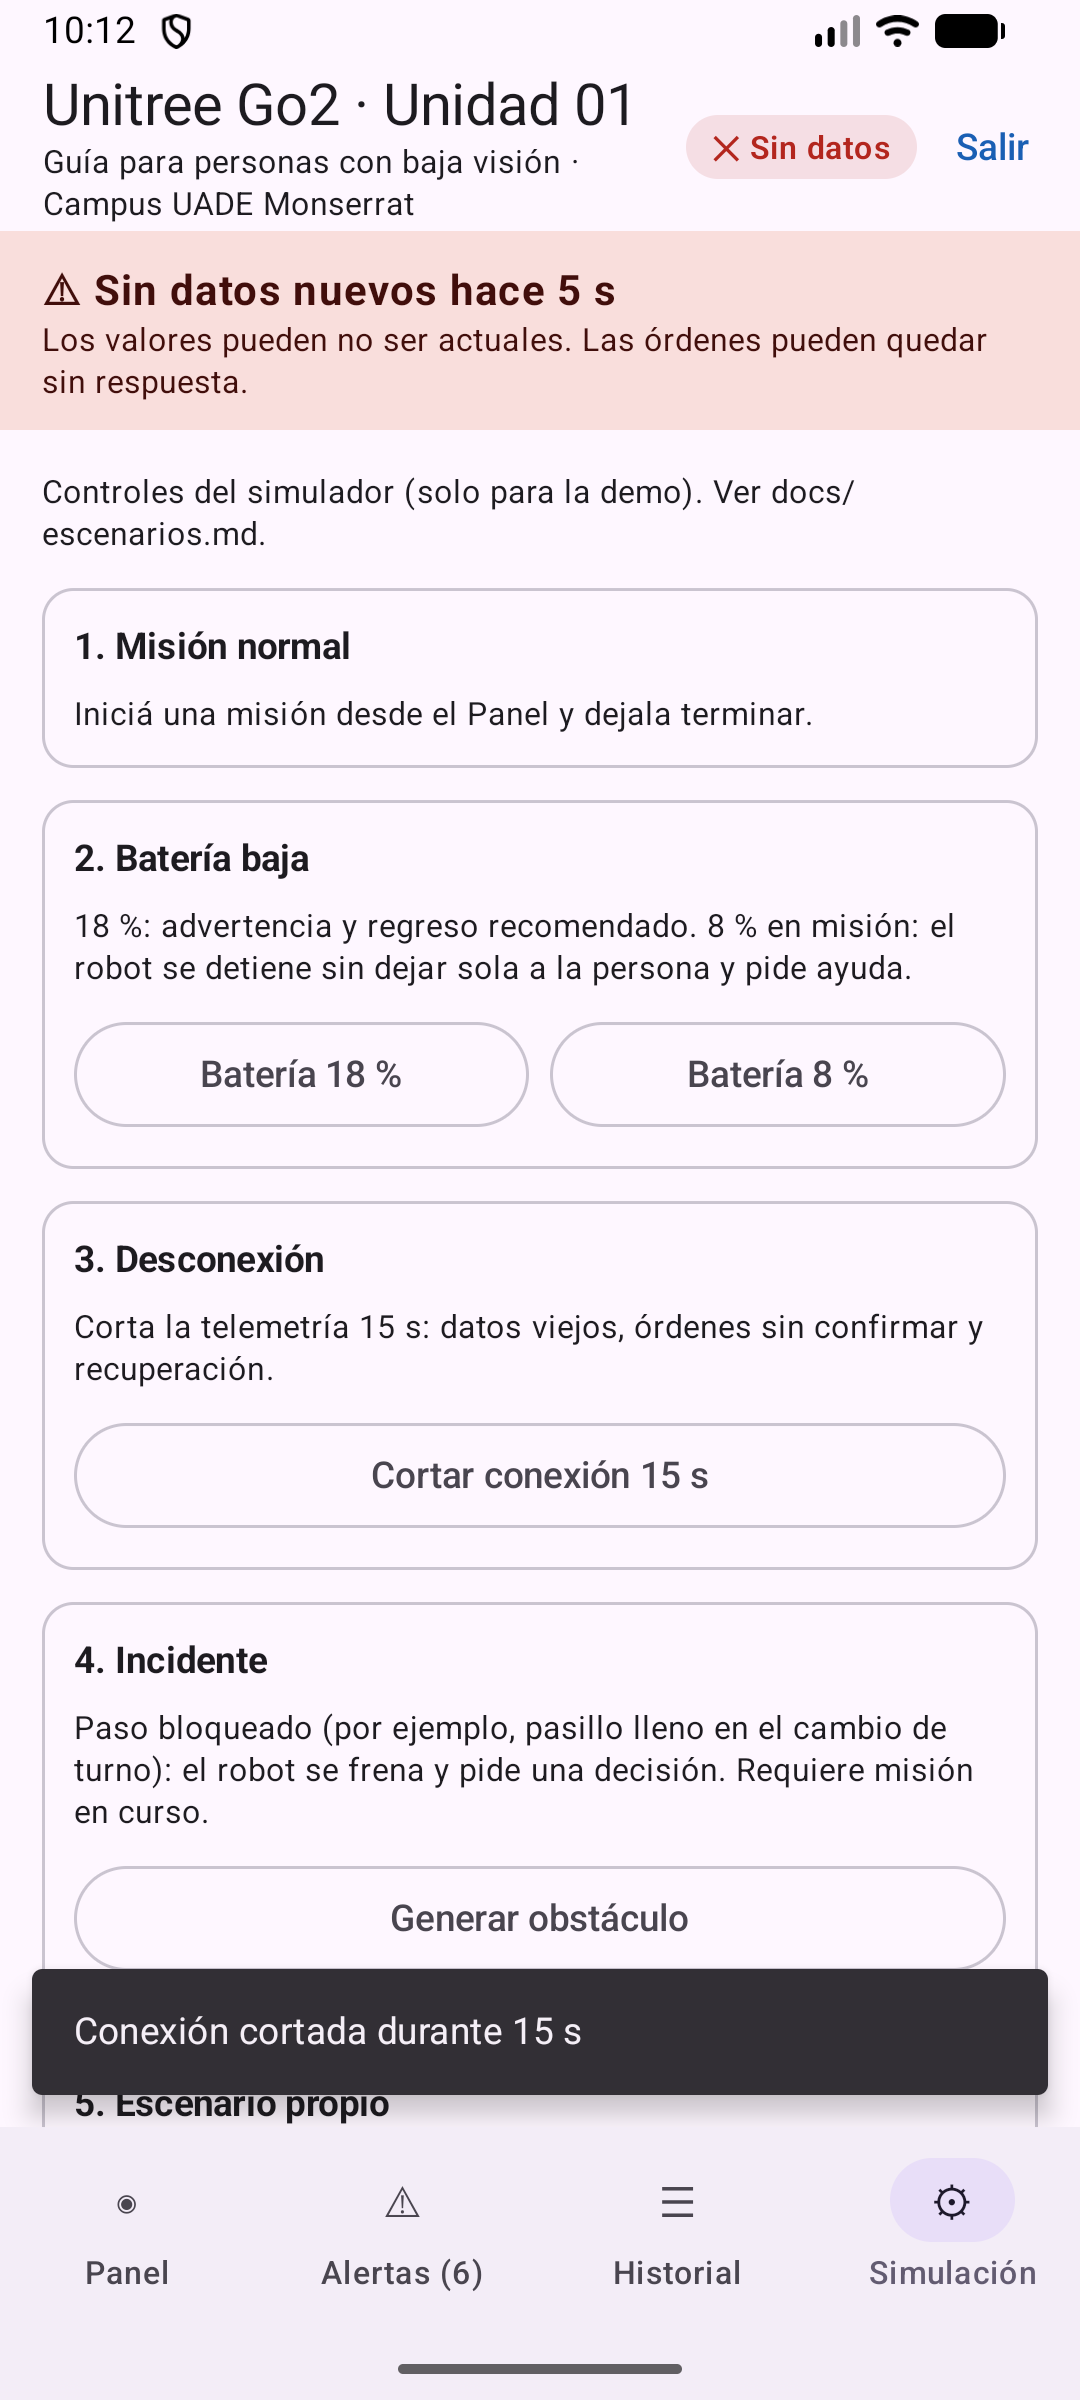 10:12
Unitree Go2 · Unidad 01
Guía para personas con baja visión ·
Campus UADE Monserrat
Sin datos
Salir
⚠ Sin datos nuevos hace 5 s
Los valores pueden no ser actuales. Las órdenes pueden quedar
sin respuesta.
Controles del simulador (solo para la demo). Ver docs/
escenarios.md.
1. Misión normal
Iniciá una misión desde el Panel y dejala terminar.
2. Batería baja
18 %: advertencia y regreso recomendado. 8 % en misión: el
robot se detiene sin dejar sola a la persona y pide ayuda.
Batería 18 %
Batería 8 %
3. Desconexión
Corta la telemetría 15 s: datos viejos, órdenes sin confirmar y
recuperación.
Cortar conexión 15 s
4. Incidente
Paso bloqueado (por ejemplo, pasillo lleno en el cambio de
turno): el robot se frena y pide una decisión. Requiere misión
en curso.
Generar obstáculo
Conexión cortada durante 15 s
5. Escenario propio
Panel
Alertas (6)
Historial
Simulación